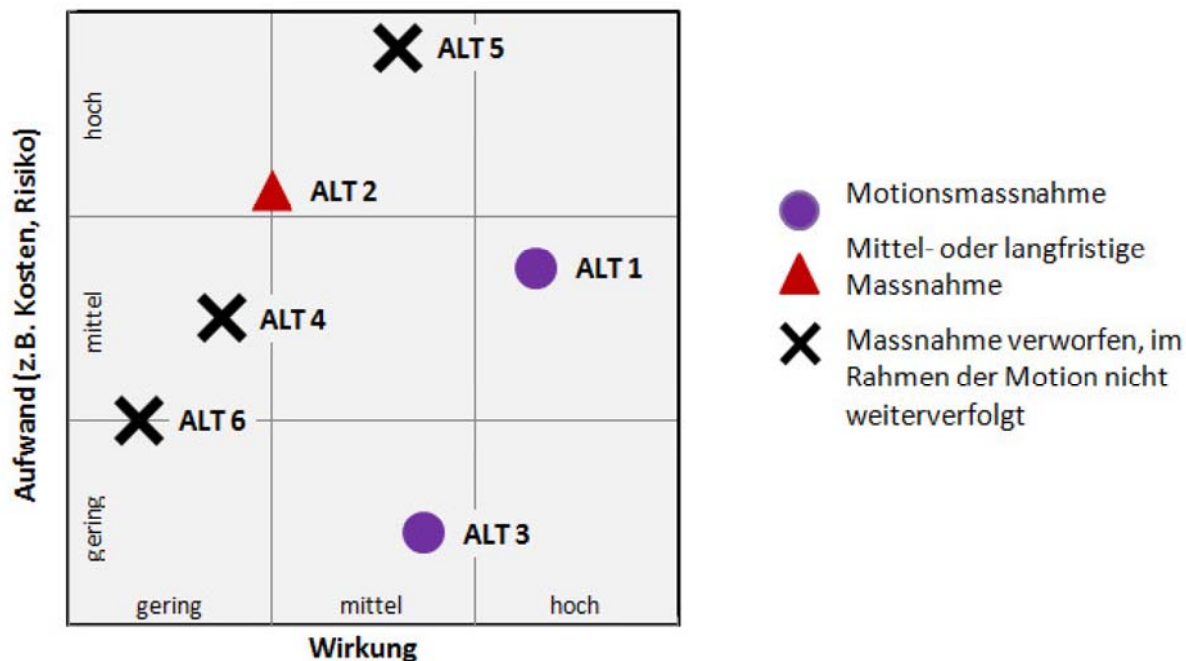 Aufwand (z.B. Kosten, Risiko)
hoch
mittel
gering
ALT 5
ALT 2
ALT 1
ALT 4
ALT 6
ALT 3
gering
mittel
hoch
Wirkung
Motionsmassnahme
Mittel- oder langfristige
Massnahme
Massnahme verworfen, im
Rahmen der Motion nicht
weiterverfolgt